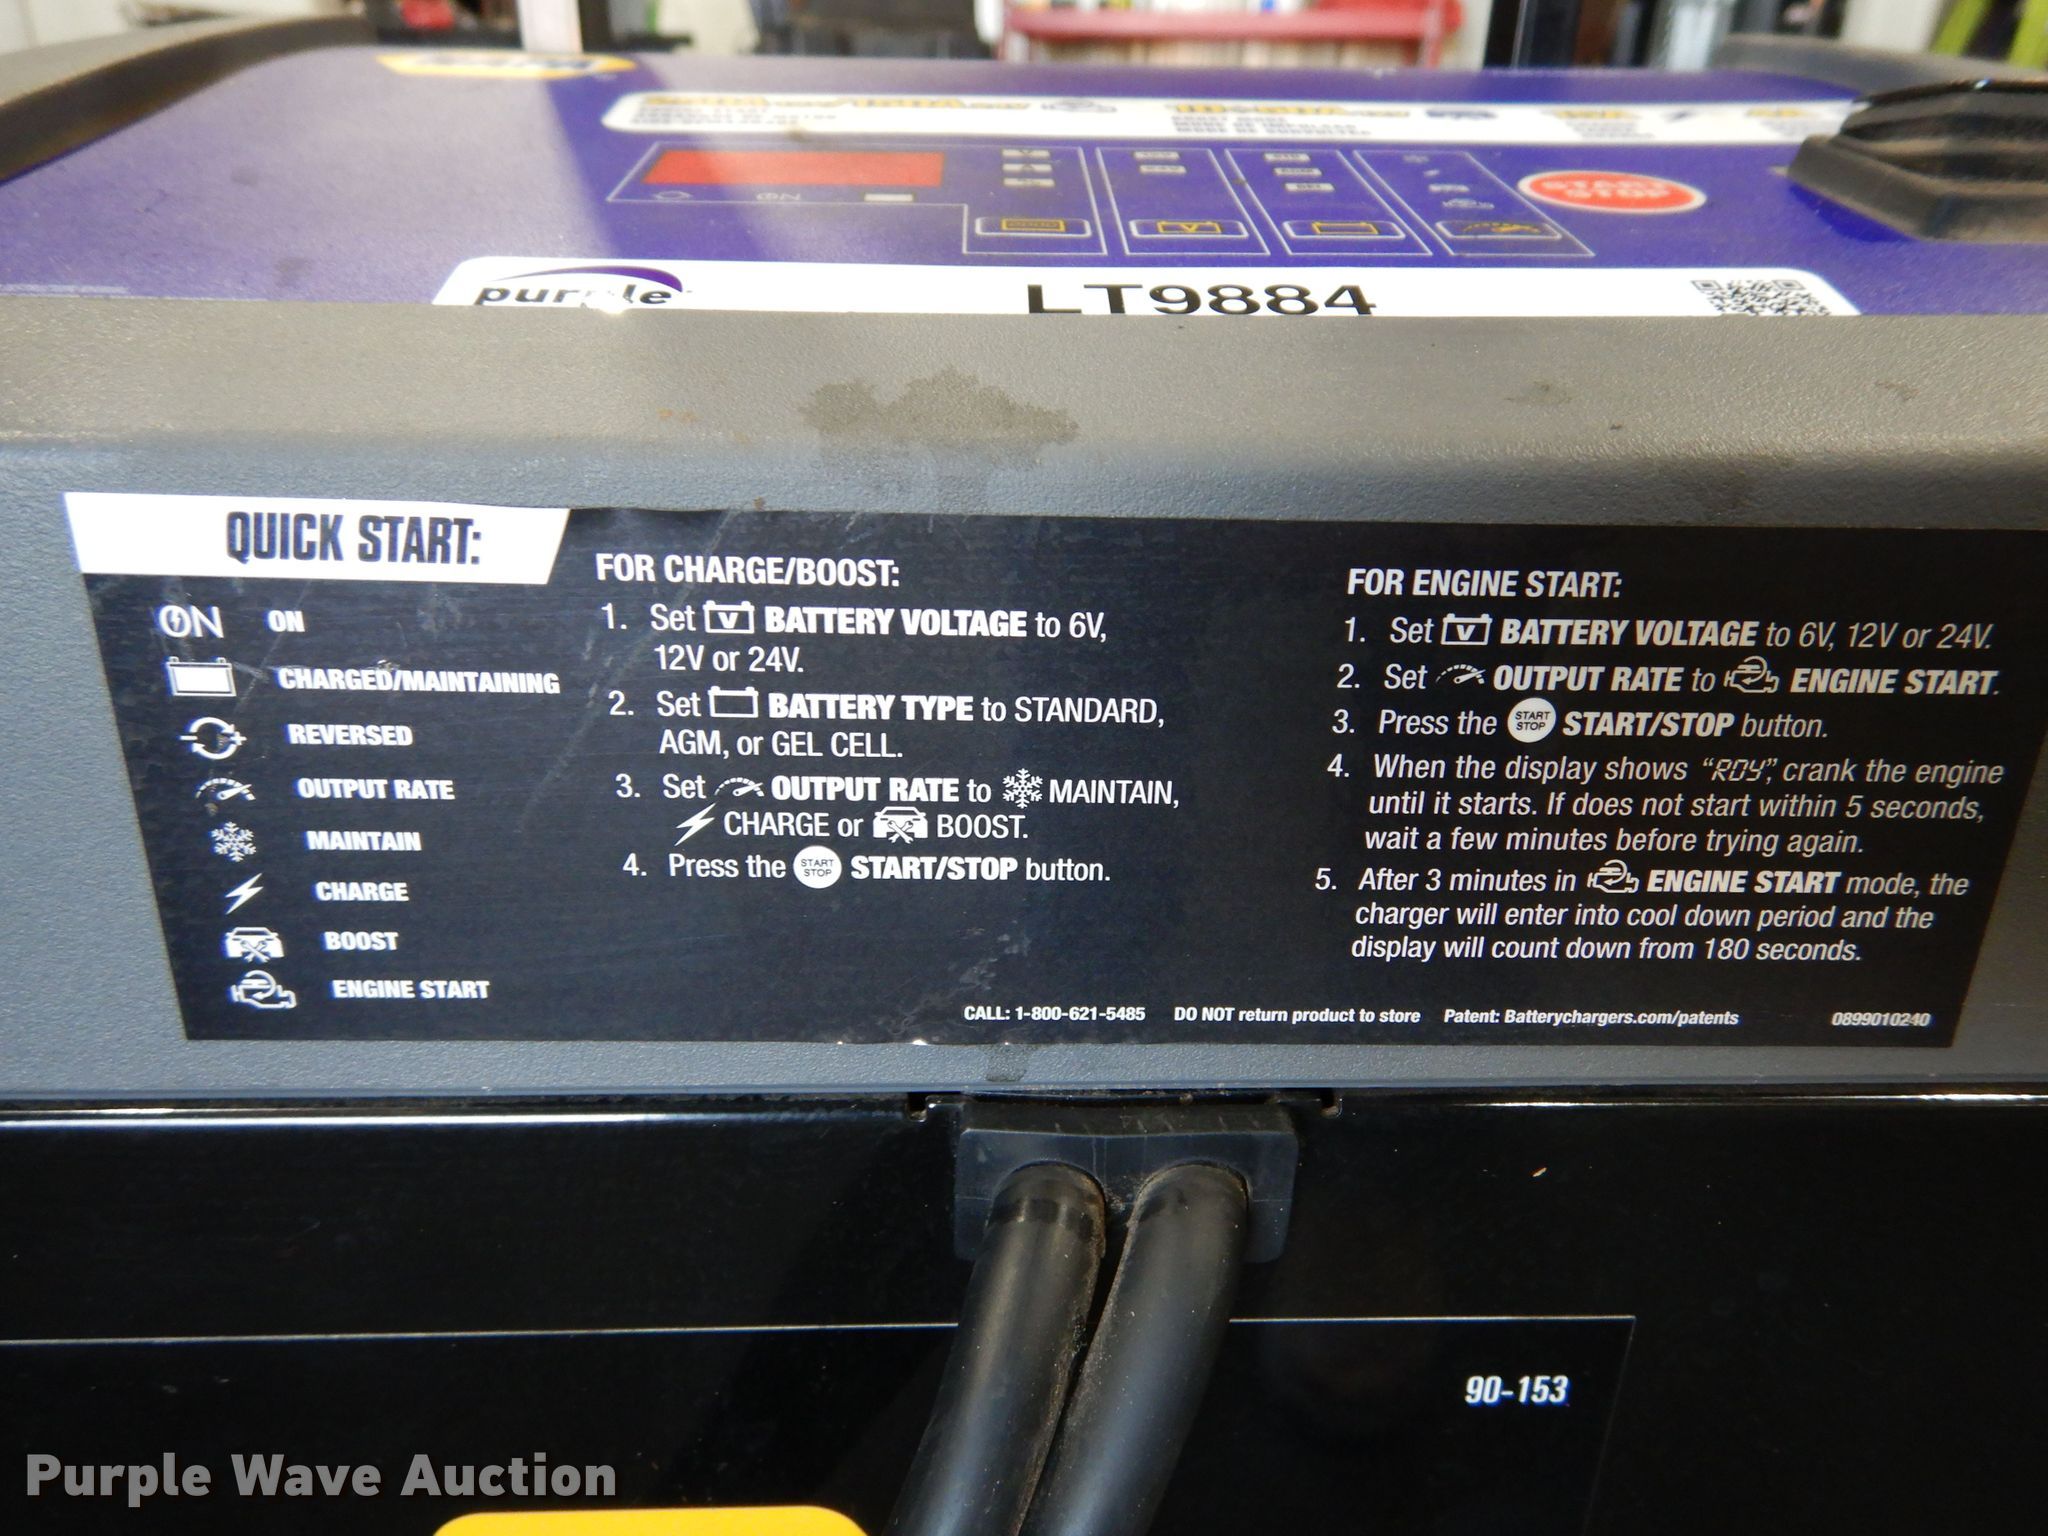 START
STOP
purple
LT9884
QUICK START:
ON ON
CHARGED/MAINTAINING
REVERSED
OUTPUT RATE
MAINTAIN
CHARGE
BOOST
ENGINE START
FOR CHARGE/BOOST:
1. Set V BATTERY VOLTAGE to 6V,
12V or 24V.
2. Set BATTERY TYPE to STANDARD,
AGM, or GEL CELL.
3. Set OUTPUT RATE to MAINTAIN,
CHARGE or BOOST.
4. Press the START STOP START/STOP button.
FOR ENGINE START:
1. Set V BATTERY VOLTAGE to 6V, 12V or 24V.
2. Set OUTPUT RATE to ENGINE START.
3. Press the START STOP START/STOP button.
4. When the display shows "RDY", crank the engine
until it starts. If does not start within 5 seconds,
wait a few minutes before trying again.
5. After 3 minutes in ENGINE START mode, the
charger will enter into cool down period and the
display will count down from 180 seconds.
CALL: 1-800-621-5485 DO NOT return product to store Patent: Batterychargers.com/patents 0899010240
90-153
Purple Wave Auction